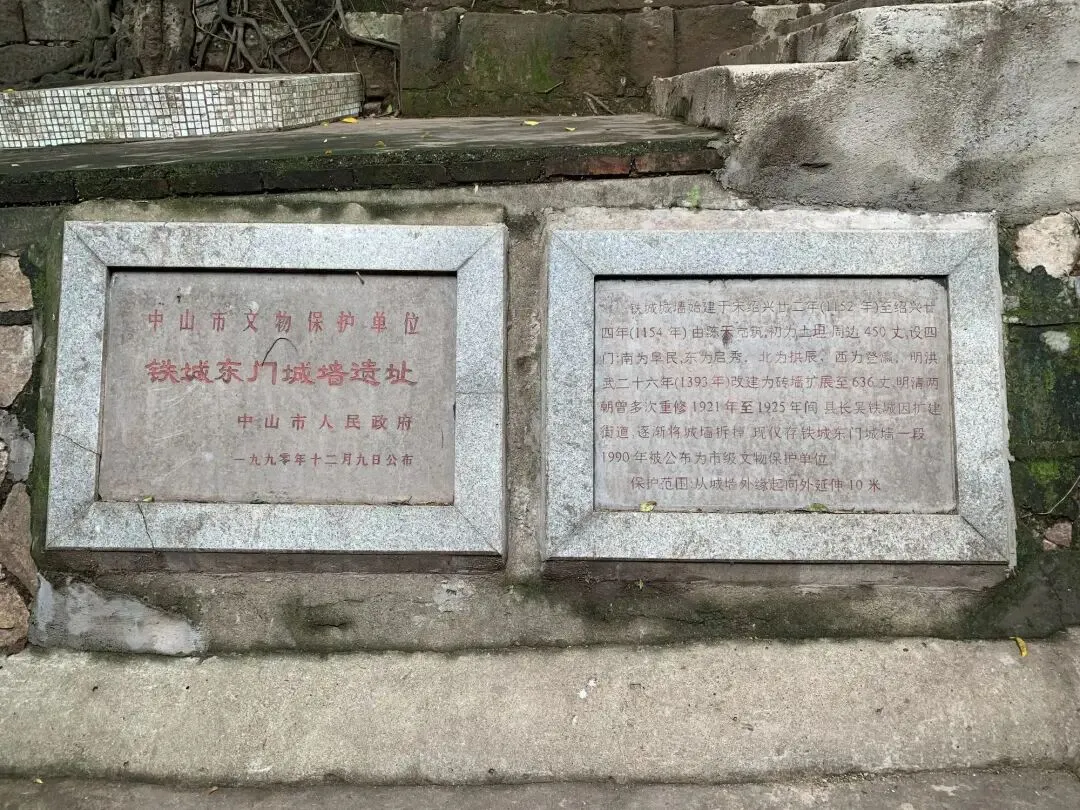 中山市文物保护单位
铁城东门城墙遗址
中山市人民政府
一九九零年十二月九日公布
铁城城墙始建于宋绍兴廿二年(1152年)至绍兴廿
四年(1154年)由陈天觉筑,初为土垣,周达450丈,设四
门:南为阜民,东为启秀,北为拱辰,西为登瀛。明洪
武二十六年(1393年)改建为砖墙扩展至636丈,明清两
朝曾多次重修1921年至1925年间县长吴铁城因扩建
街道,逐渐将城墙拆掉,现仅存铁城东门城墙一段
1990年被公布为市级文物保护单位
保护范围:从城墙外缘起向外延伸10米